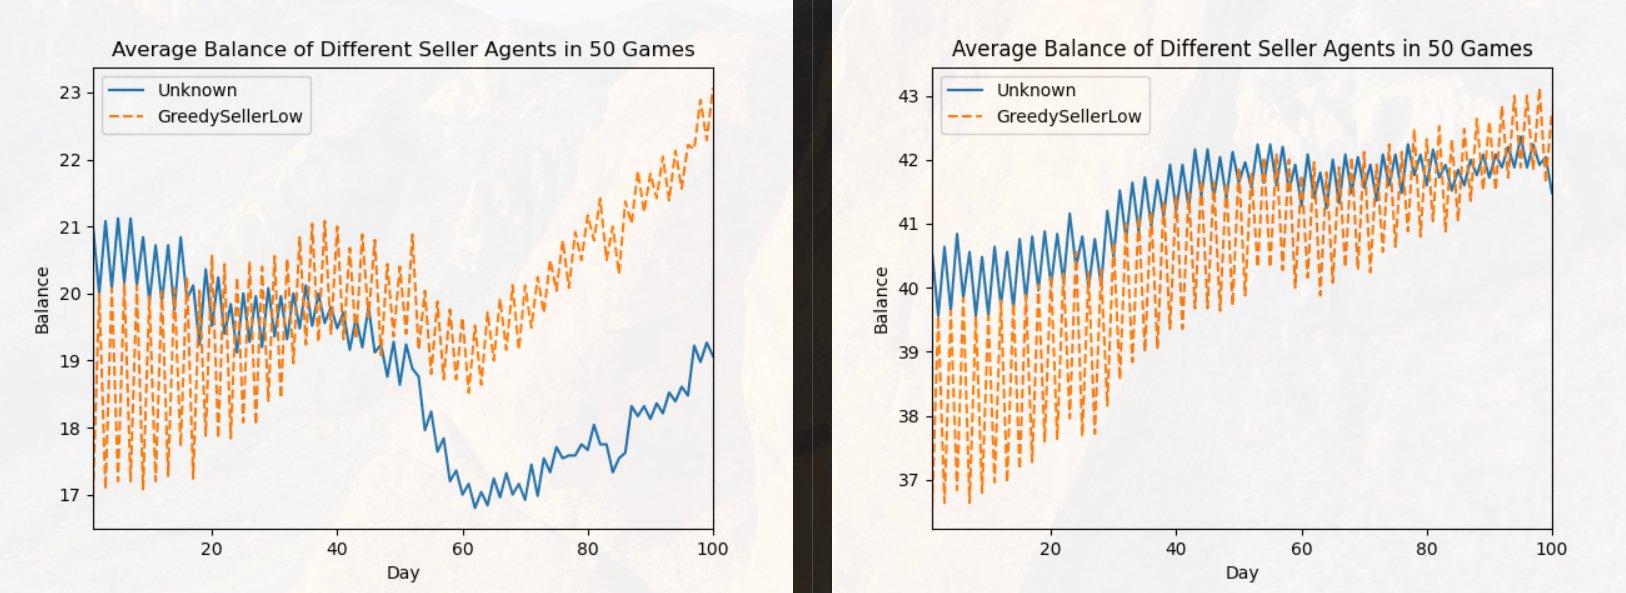 Average Balance of Different Seller Agents in 50 Games
Unknown
GreedySellerLow
23
22
21
20
19
18
17
Balance
20 40 60 80 100
Day
Average Balance of Different Seller Agents in 50 Games
Unknown
GreedySellerLow
43
42
41
40
39
38
37
Balance
20 40 60 80 100
Day